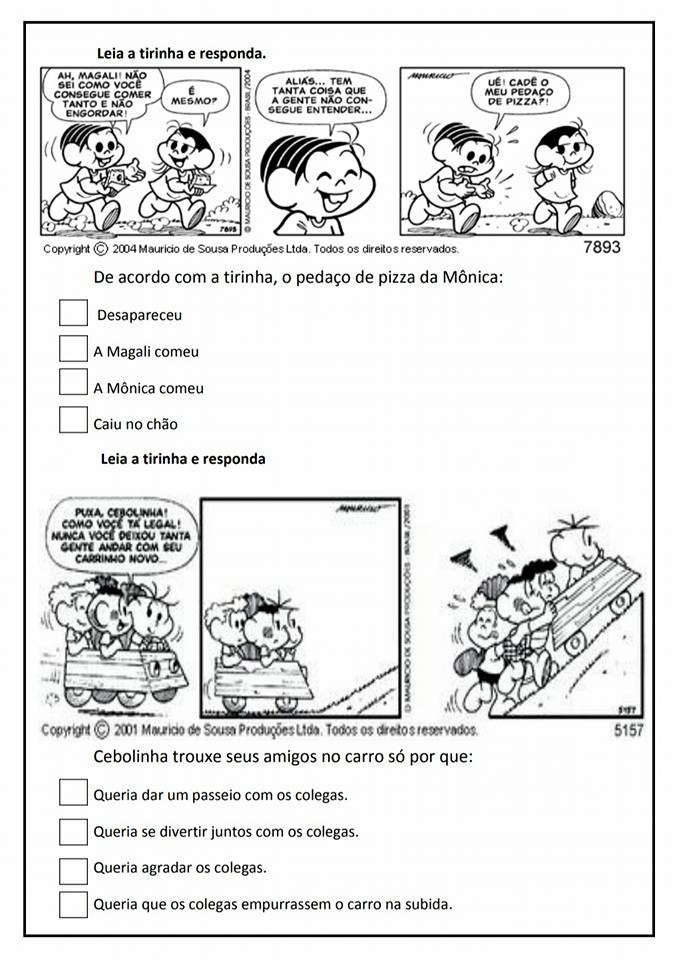 Leia a tirinha e responda.
AH, MAGALI! NÃO
SEI COMO VOCÊ
CONSEGUE COMER
TANTO E NÃO
ENGORDAR!
É
MESMO?
7893
© MAURICIO DE SOUSA PRODUÇÕES - BRASIL/2004
ALIÁS... TEM
TANTA COISA QUE
A GENTE NÃO CON-
SEGUE ENTENDER...
MAURICIO
UÉ! CADÊ O
MEU PEDAÇO
DE PIZZA?!
Copyright © 2004 Mauricio de Sousa Produções Ltda. Todos os direitos reservados.
7893
De acordo com a tirinha, o pedaço de pizza da Mônica:
Desapareceu
A Magali comeu
A Mônica comeu
Caiu no chão
Leia a tirinha e responda
PUXA, CEBOLINHA!
COMO VOCÊ TÁ LEGAL!
NUNCA VOCÊ DEIXOU TANTA
GENTE ANDAR COM SEU
CARRINHO NOVO...
MAURICIO
© MAURICIO DE SOUSA PRODUÇÕES - BRASIL/2001
5157
Copyright © 2001 Mauricio de Sousa Produções Ltda. Todos os direitos reservados.
5157
Cebolinha trouxe seus amigos no carro só por que:
Queria dar um passeio com os colegas.
Queria se divertir juntos com os colegas.
Queria agradar os colegas.
Queria que os colegas empurrassem o carro na subida.